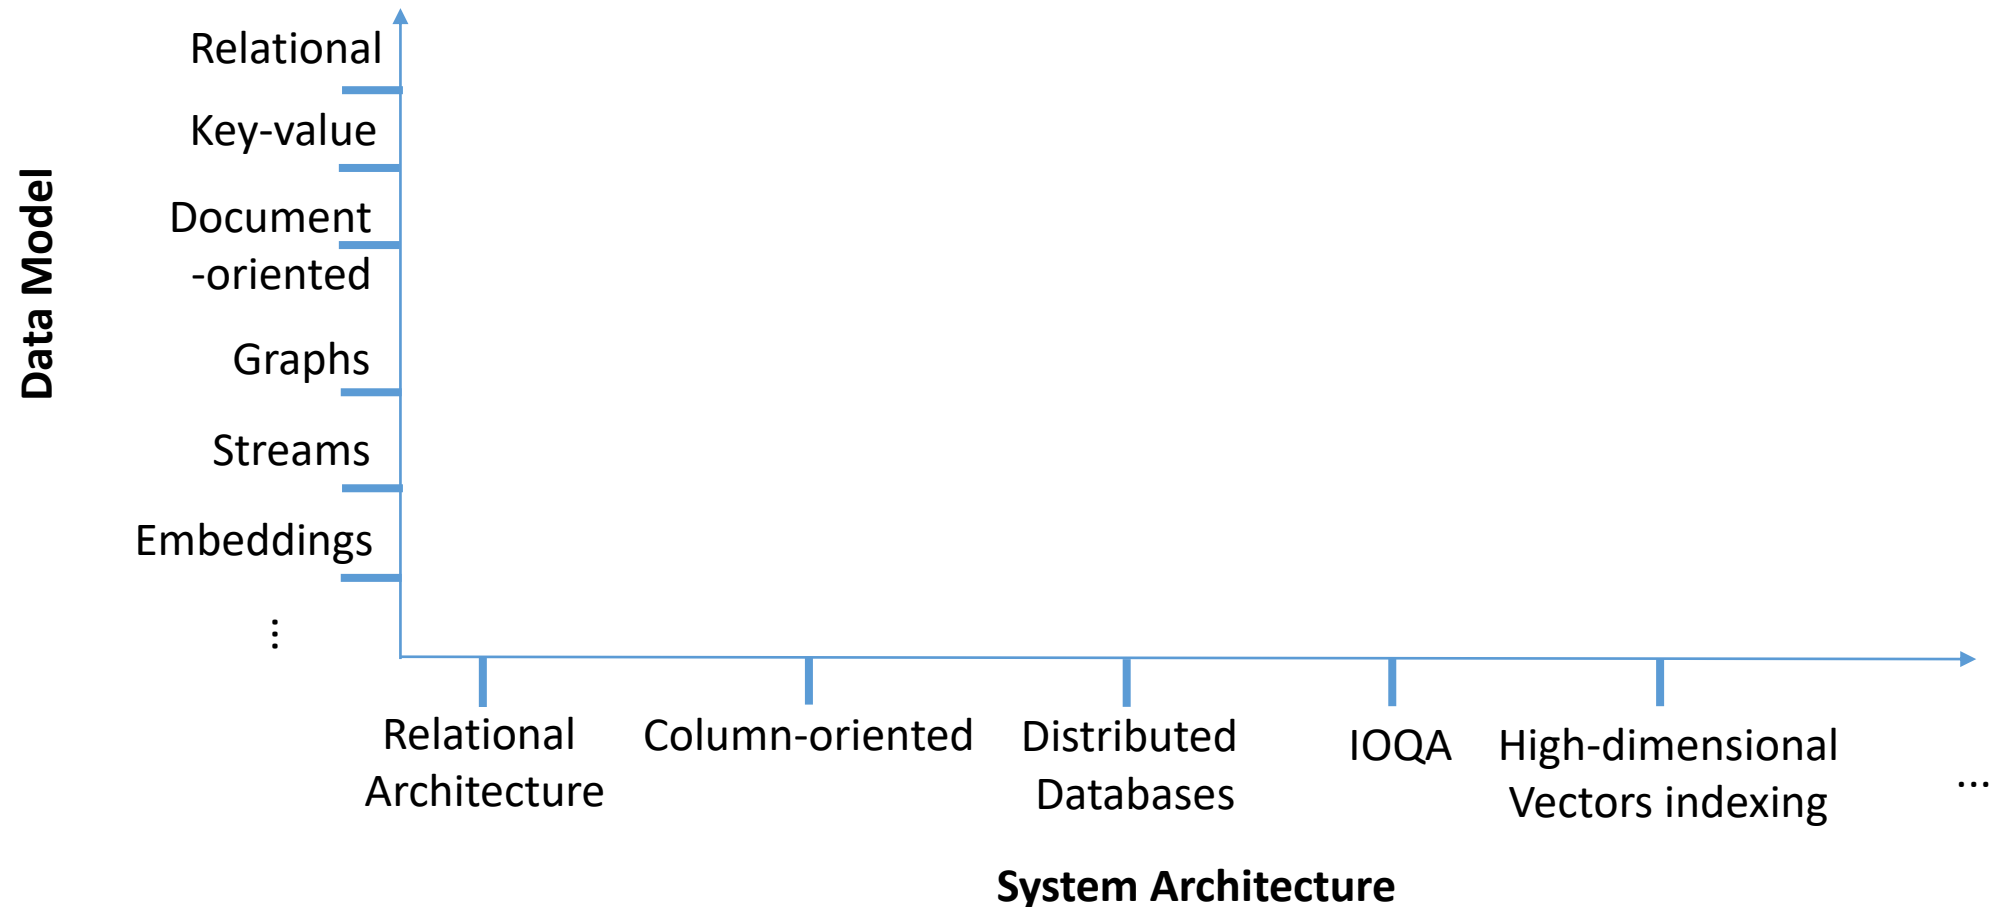 Relational
Key-value
Document
-oriented
Graphs
Streams
Embeddings
...
Data Model
Relational
Architecture
Column-oriented
Distributed
Databases
IOQA
High-dimensional
Vectors indexing
...
System Architecture